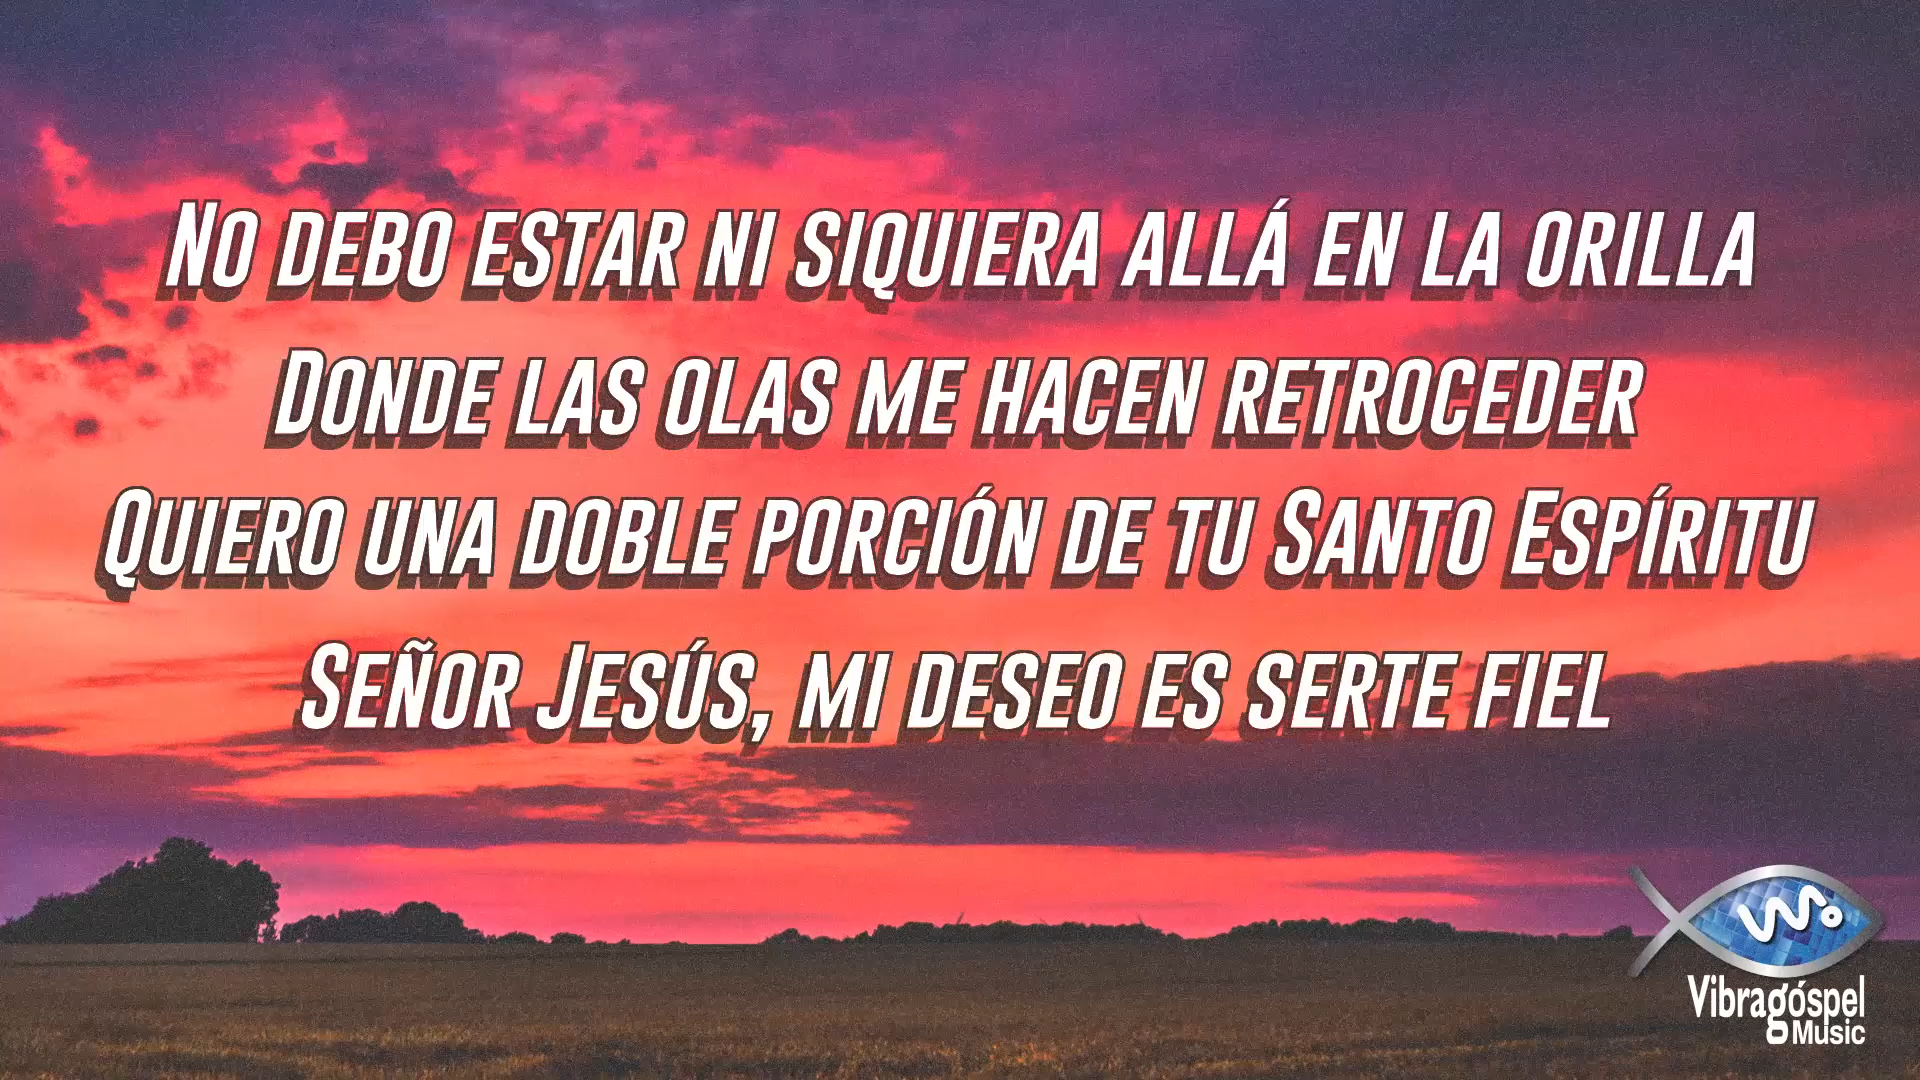 No debo estar ni siquiera allá en la orilla
Donde las olas me hacen retroceder
Quiero una doble porción de tu Santo Espíritu
Señor Jesús, mi deseo es serte fiel
Vibragóspel
Music